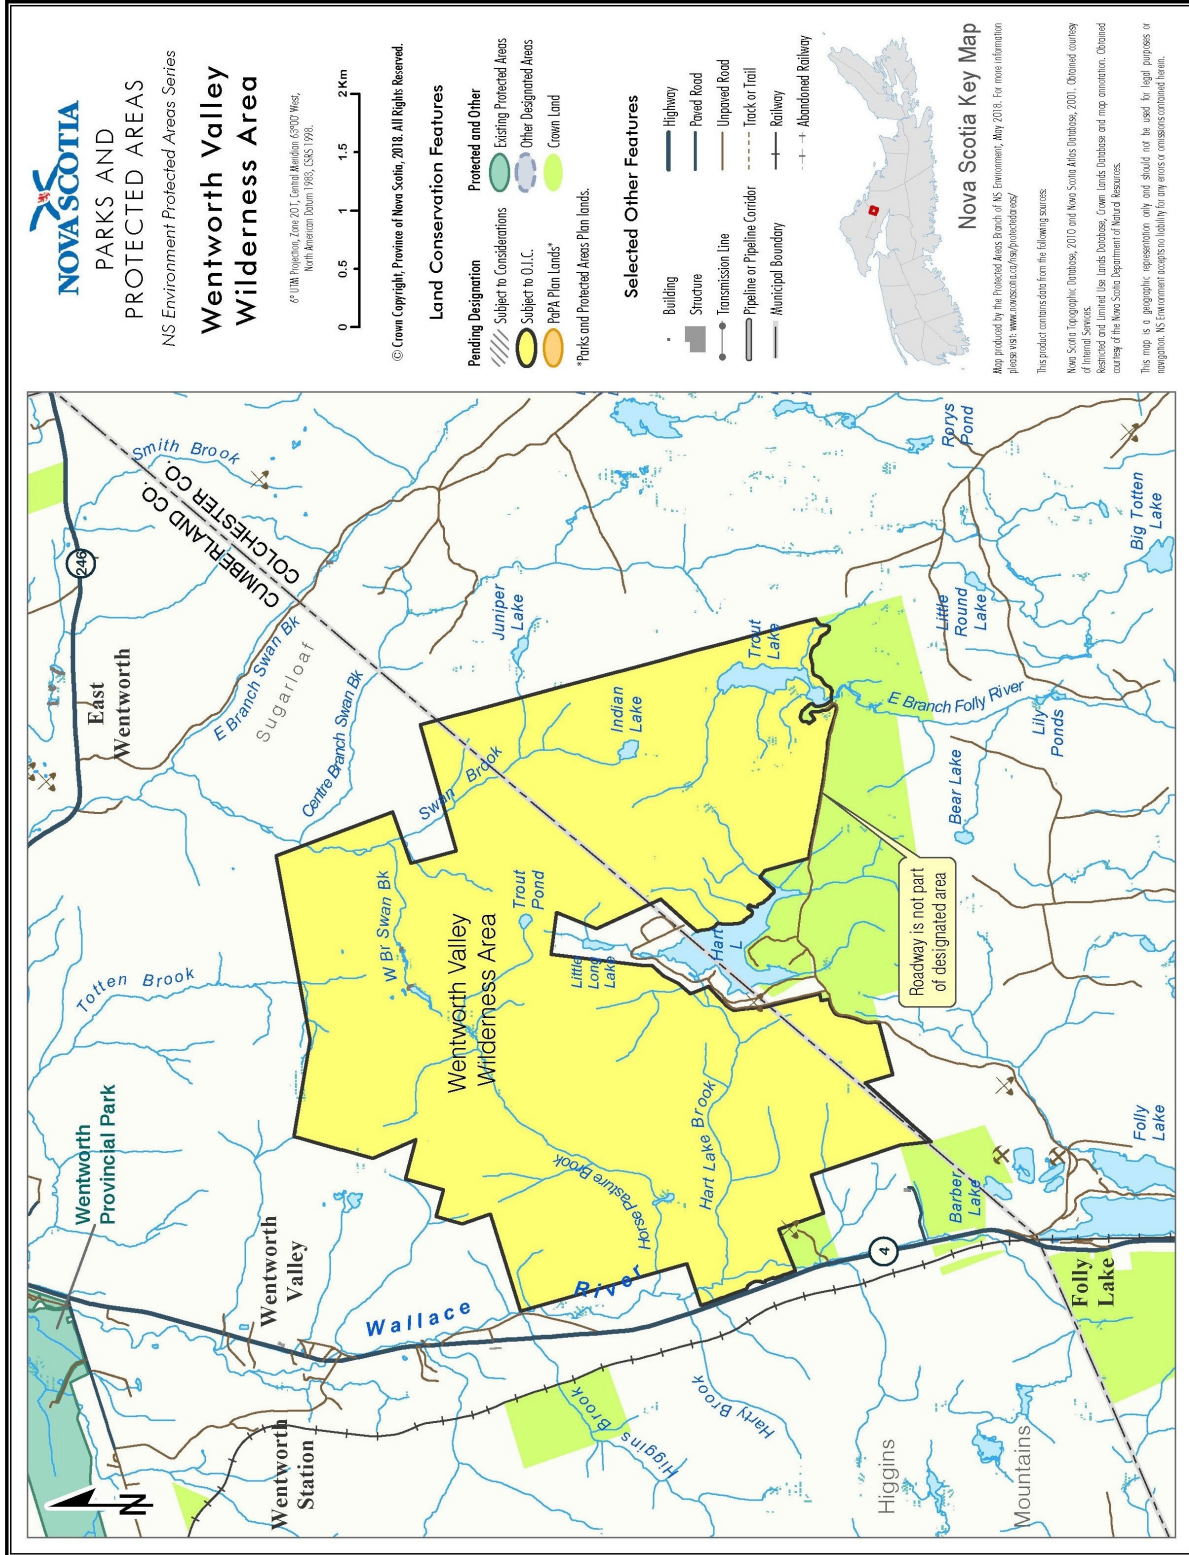 NOVA SCOTIA
PARKS AND
PROTECTED AREAS
NS Environment Protected Areas Series
Wentworth Valley
Wilderness Area
6° UTM Projection, Zone 20 T, Central Meridian 63°00' West,
North American Datum 1983, CSRS 1998.
0 0.5 1 1.5 2 Km
© Crown Copyright, Province of Nova Scotia, 2018. All Rights Reserved.
Land Conservation Features
Pending Designation
Subject to Considerations
Subject to O.I.C.
PaPA Plan Lands*
*Parks and Protected Areas Plan lands.
Protected and Other
Existing Protected Areas
Other Designated Areas
Crown Land
Selected Other Features
Building
Structure
Transmission Line
Pipeline or Pipeline Corridor
Municipal Boundary
Highway
Paved Road
Unpaved Road
Track or Trail
Railway
Abandoned Railway
Nova Scotia Key Map
Map produced by the Protected Areas Branch of NS Environment, May 2018. For more information
please visit: www.novascotia.ca/nse/protectedareas/
This product contains data from the following sources:
Nova Scotia Topographic Database, 2010 and Nova Scotia Atlas Database, 2001. Obtained courtesy
of Internal Services.
Restricted and Limited Use Lands Database, Crown Lands Database and map annotation. Obtained
courtesy of the Nova Scotia Department of Natural Resources.
This map is a geographic representation only and should not be used for legal purposes or
navigation. NS Environment accepts no liability for any errors or omissions contained herein.
N
Wentworth
Provincial Park
Totten Brook
East
Wentworth
246
Smith Brook
CUMBERLAND CO.
COLCHESTER CO.
E Branch Swan Bk
Sugarloaf
Centre Branch Swan Bk
Wentworth
Valley
Wentworth
Station
Wallace
River
W Br Swan Bk
Swan Brook
Juniper
Lake
Wentworth Valley
Wilderness Area
Trout
Pond
Little
Long
Lake
Indian
Lake
Trout
Lake
Hart
L
Horse Pasture Brook
Hart Lake Brook
Higgins Brook
Harty Brook
4
Roadway is not part
of designated area
E Branch Folly River
Bear Lake
Lily
Ponds
Little
Round
Lake
Rorys
Pond
Big Totten
Lake
Barber
Lake
Folly
Lake
Folly
Lake
Higgins
Mountains